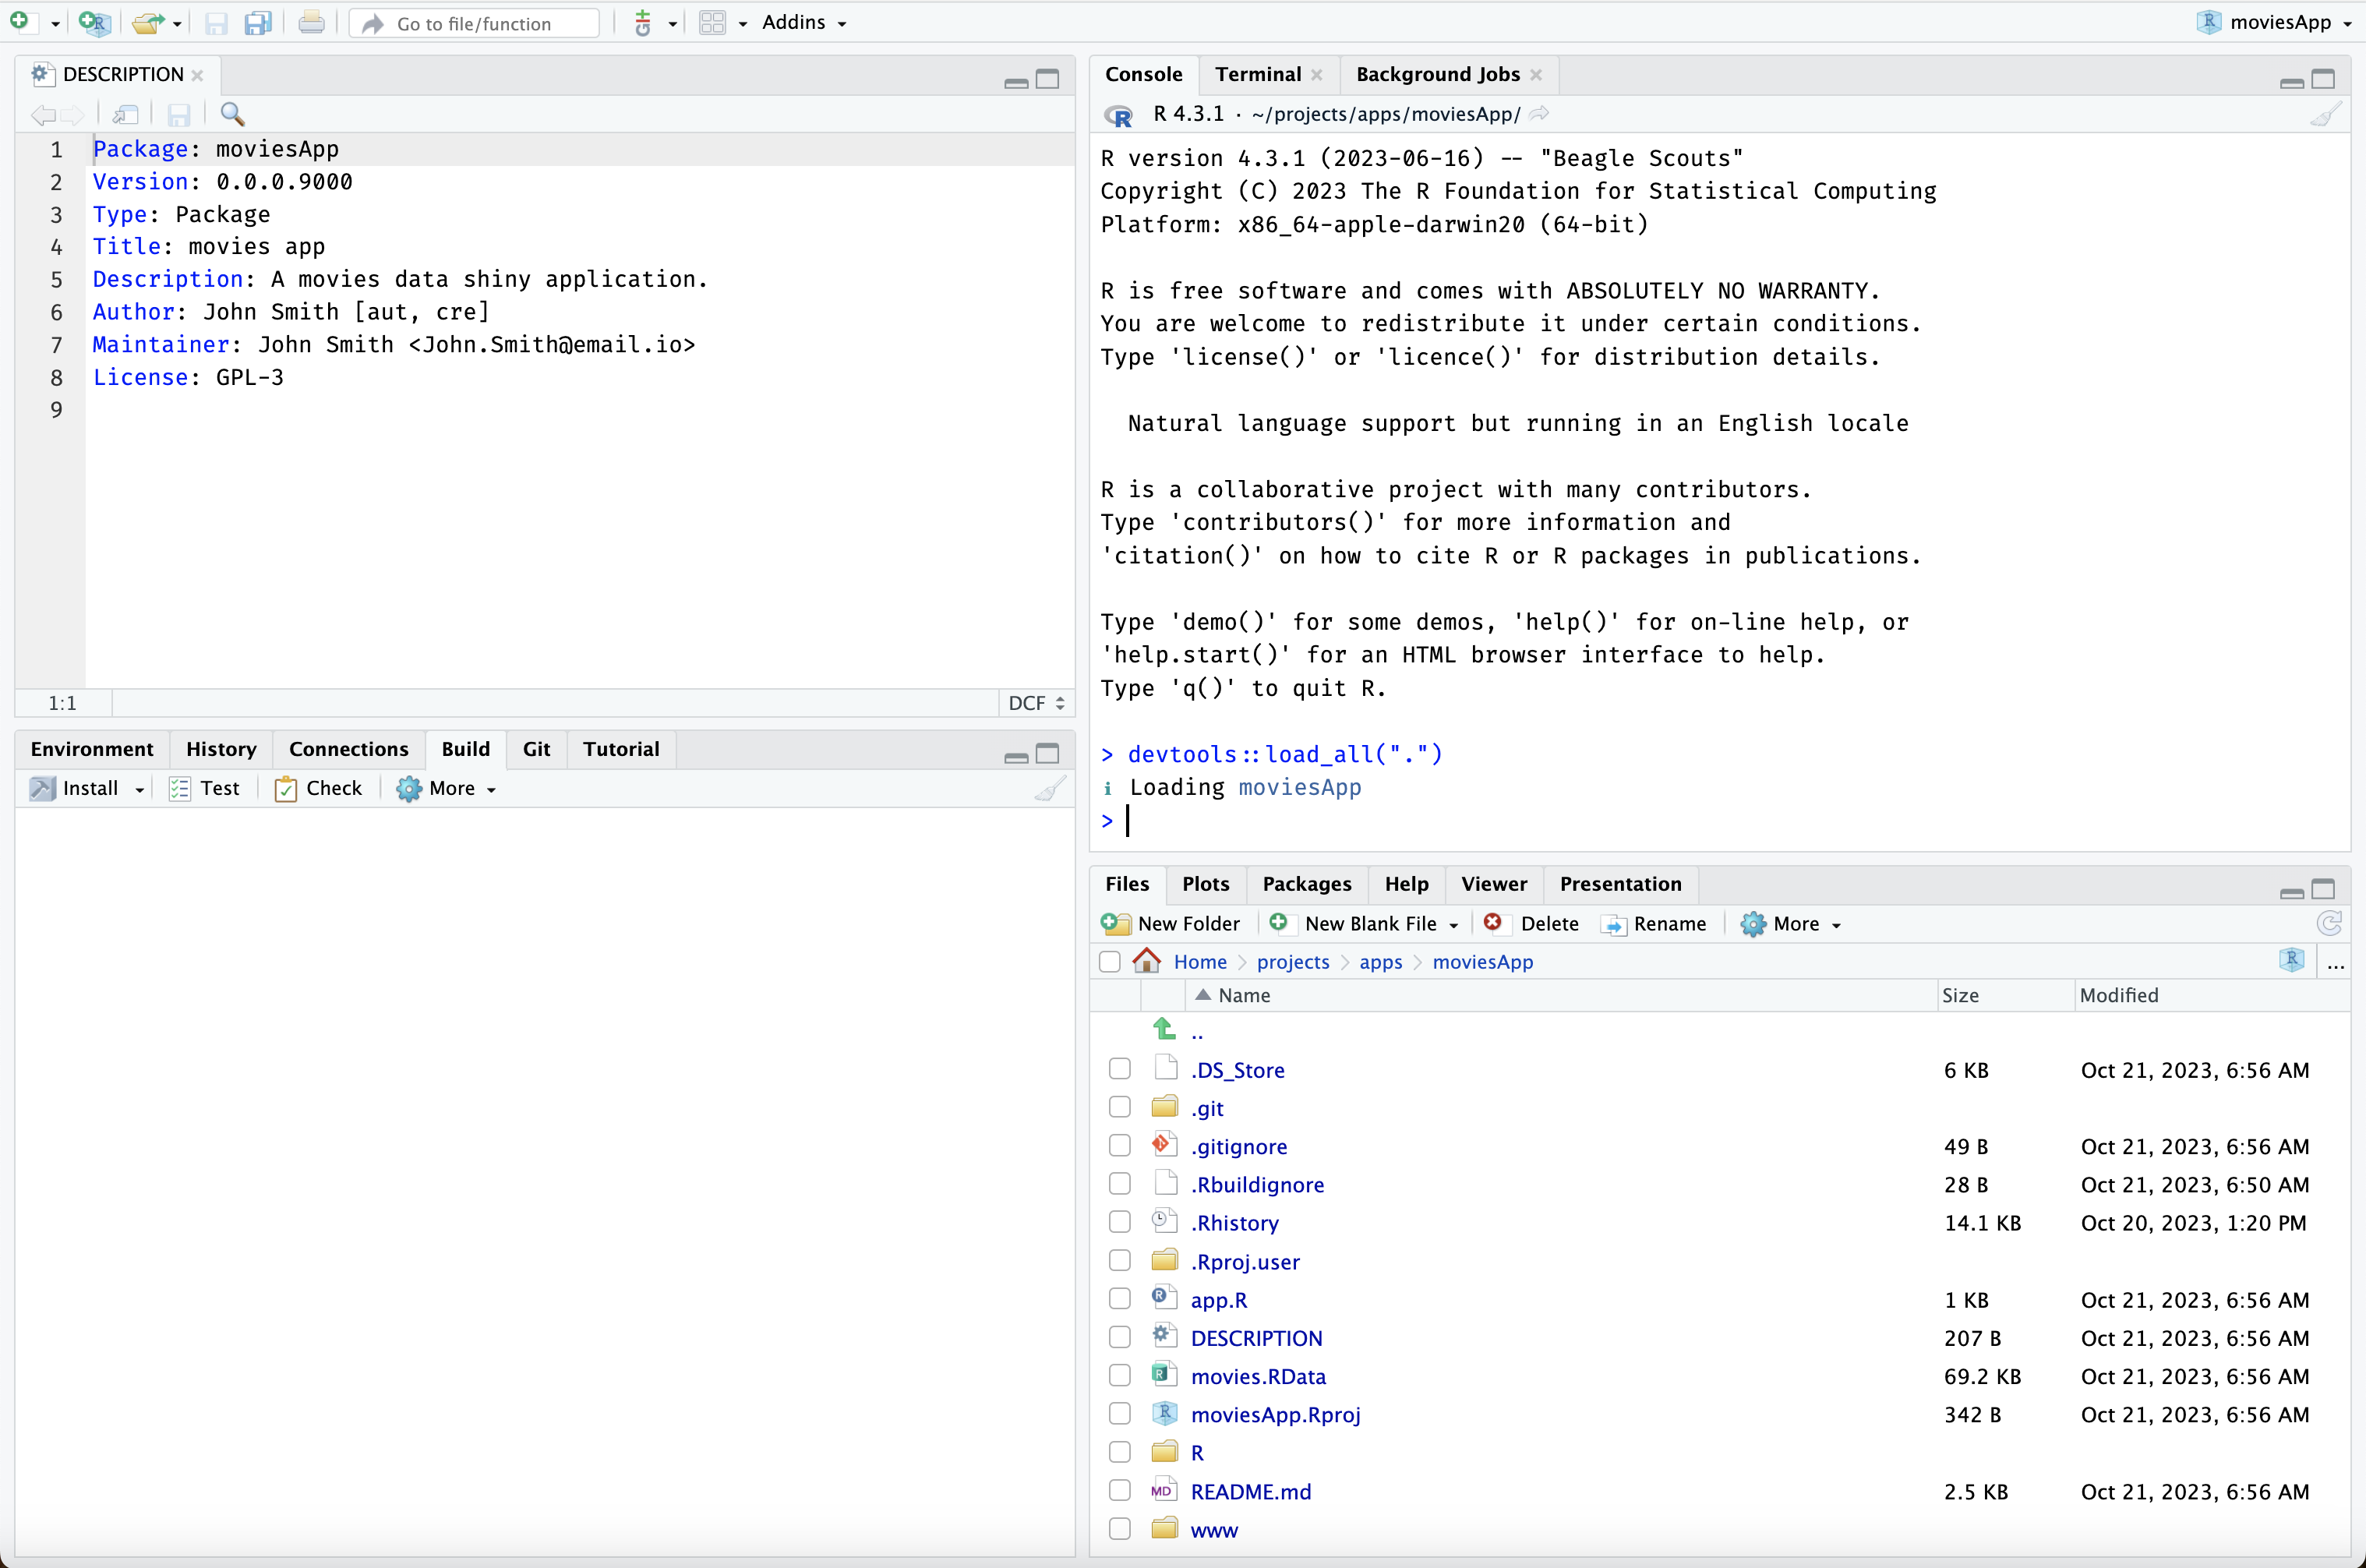 Go to file/function
Addins
moviesApp
DESCRIPTION
1 Package: moviesApp
2 Version: 0.0.0.9000
3 Type: Package
4 Title: movies app
5 Description: A movies data shiny application.
6 Author: John Smith [aut, cre]
7 Maintainer: John Smith <John.Smith@email.io>
8 License: GPL-3
9
1:1 DCF
Environment History Connections Build Git Tutorial
Install Test Check More
Console Terminal Background Jobs
R 4.3.1 · ~/projects/apps/moviesApp/
R version 4.3.1 (2023-06-16) -- "Beagle Scouts"
Copyright (C) 2023 The R Foundation for Statistical Computing
Platform: x86_64-apple-darwin20 (64-bit)
R is free software and comes with ABSOLUTELY NO WARRANTY.
You are welcome to redistribute it under certain conditions.
Type 'license()' or 'licence()' for distribution details.
Natural language support but running in an English locale
R is a collaborative project with many contributors.
Type 'contributors()' for more information and
'citation()' on how to cite R or R packages in publications.
Type 'demo()' for some demos, 'help()' for on-line help, or
'help.start()' for an HTML browser interface to help.
Type 'q()' to quit R.
> devtools::load_all(".")
ℹ Loading moviesApp
>
Files Plots Packages Help Viewer Presentation
New Folder New Blank File Delete Rename More
Home projects apps moviesApp ...
Name Size Modified
..
.DS_Store 6 KB Oct 21, 2023, 6:56 AM
.git
.gitignore 49 B Oct 21, 2023, 6:56 AM
.Rbuildignore 28 B Oct 21, 2023, 6:50 AM
.Rhistory 14.1 KB Oct 20, 2023, 1:20 PM
.Rproj.user
app.R 1 KB Oct 21, 2023, 6:56 AM
DESCRIPTION 207 B Oct 21, 2023, 6:56 AM
movies.RData 69.2 KB Oct 21, 2023, 6:56 AM
moviesApp.Rproj 342 B Oct 21, 2023, 6:56 AM
R
README.md 2.5 KB Oct 21, 2023, 6:56 AM
www